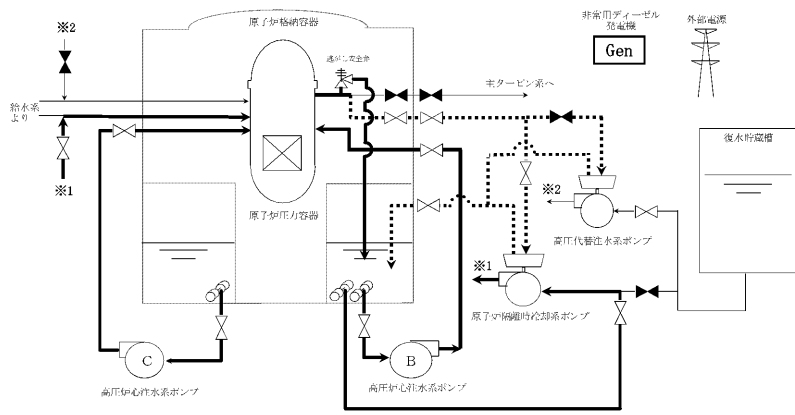 原子炉格納容器
非常用ディーゼル
発電機
外部電源
Gen
※2
逃がし安全弁
主タービン系へ
給水系
より
復水貯蔵槽
※1
※2
原子炉圧力容器
高圧代替注水系ポンプ
※1
原子炉隔離時冷却系ポンプ
C
B
高圧炉心注水系ポンプ
高圧炉心注水系ポンプ